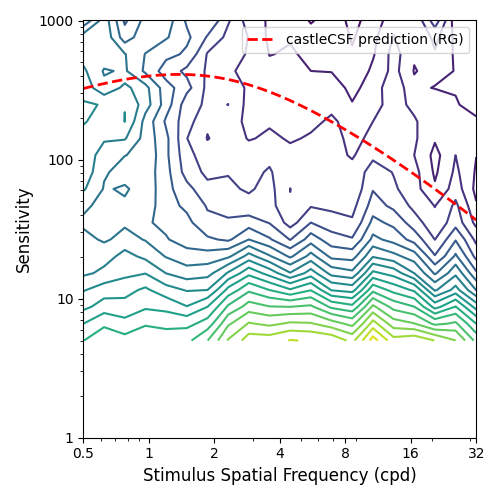 1000
castleCSF prediction (RG)
100
Sensitivity
10
1
0.5 1 2 4 8 16 32
Stimulus Spatial Frequency (cpd)